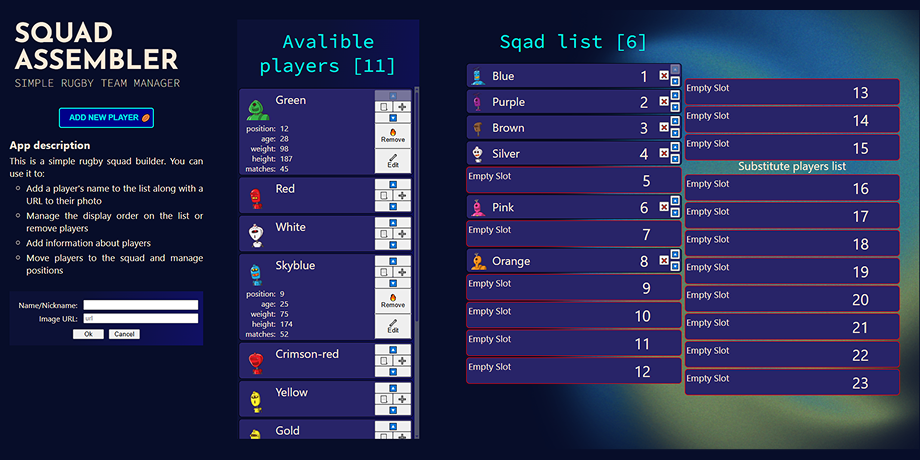 SQUAD
ASSEMBLER
SIMPLE RUGBY TEAM MANAGER
ADD NEW PLAYER
App description
This is a simple rugby squad builder. You can
use it to:
Add a player's name to the list along with a
URL to their photo
Manage the display order on the list or
remove players
Add information about players
Move players to the squad and manage
positions
Name/Nickname:
Image URL: url
Ok Cancel
Avalible
players [11]
Green
position: 12
age: 28
weight: 98
height: 187
matches: 45
Remove
Edit
Red
White
Skyblue
position: 9
age: 25
weight: 75
height: 174
matches: 52
Remove
Edit
Crimson-red
Yellow
Gold
Sqad list [6]
Blue 1
Purple 2
Brown 3
Silver 4
Empty Slot 5
Pink 6
Empty Slot 7
Orange 8
Empty Slot 9
Empty Slot 10
Empty Slot 11
Empty Slot 12
Empty Slot 13
Empty Slot 14
Empty Slot 15
Substitute players list
Empty Slot 16
Empty Slot 17
Empty Slot 18
Empty Slot 19
Empty Slot 20
Empty Slot 21
Empty Slot 22
Empty Slot 23